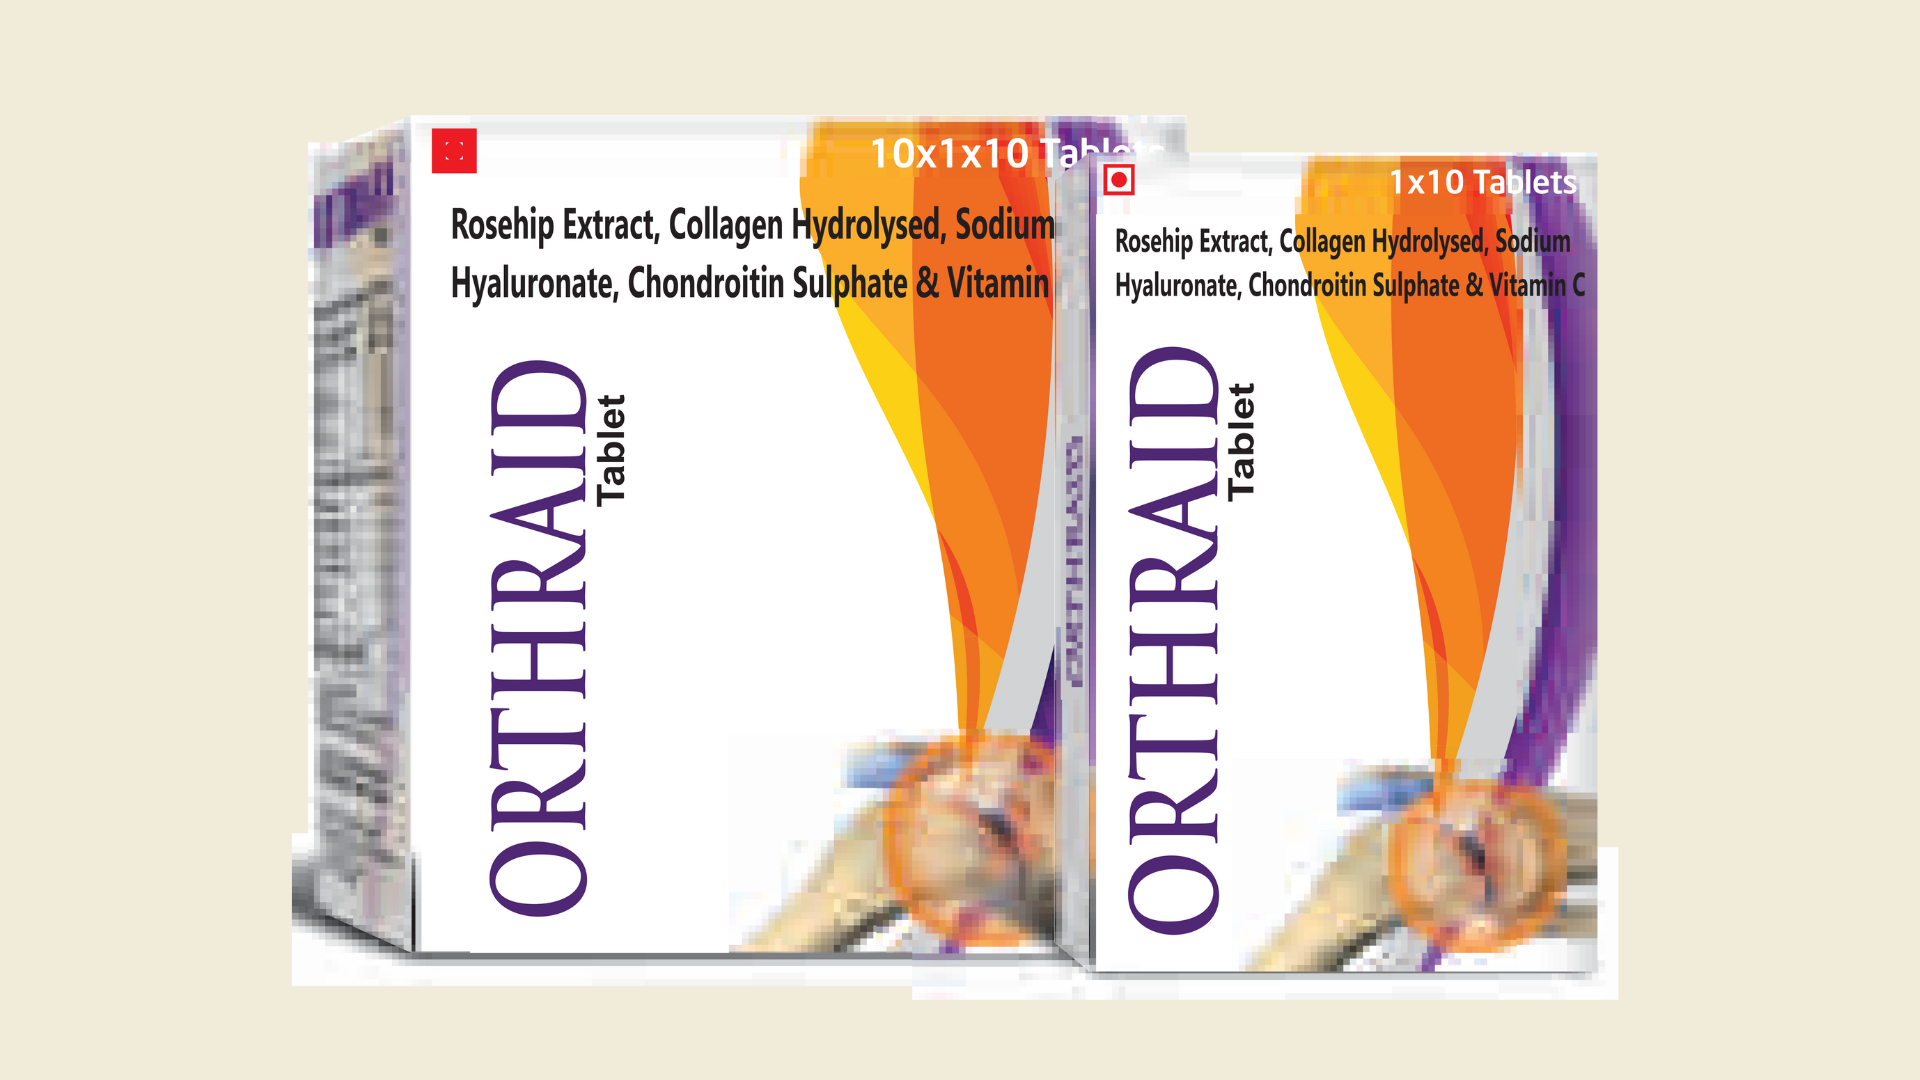 10x1x10 Tablets
Rosehip Extract, Collagen Hydrolysed, Sodium
Hyaluronate, Chondroitin Sulphate & Vitamin
ORTHRAID
Tablet
1x10 Tablets
Rosehip Extract, Collagen Hydrolysed, Sodium
Hyaluronate, Chondroitin Sulphate & Vitamin C
ORTHRAID
Tablet